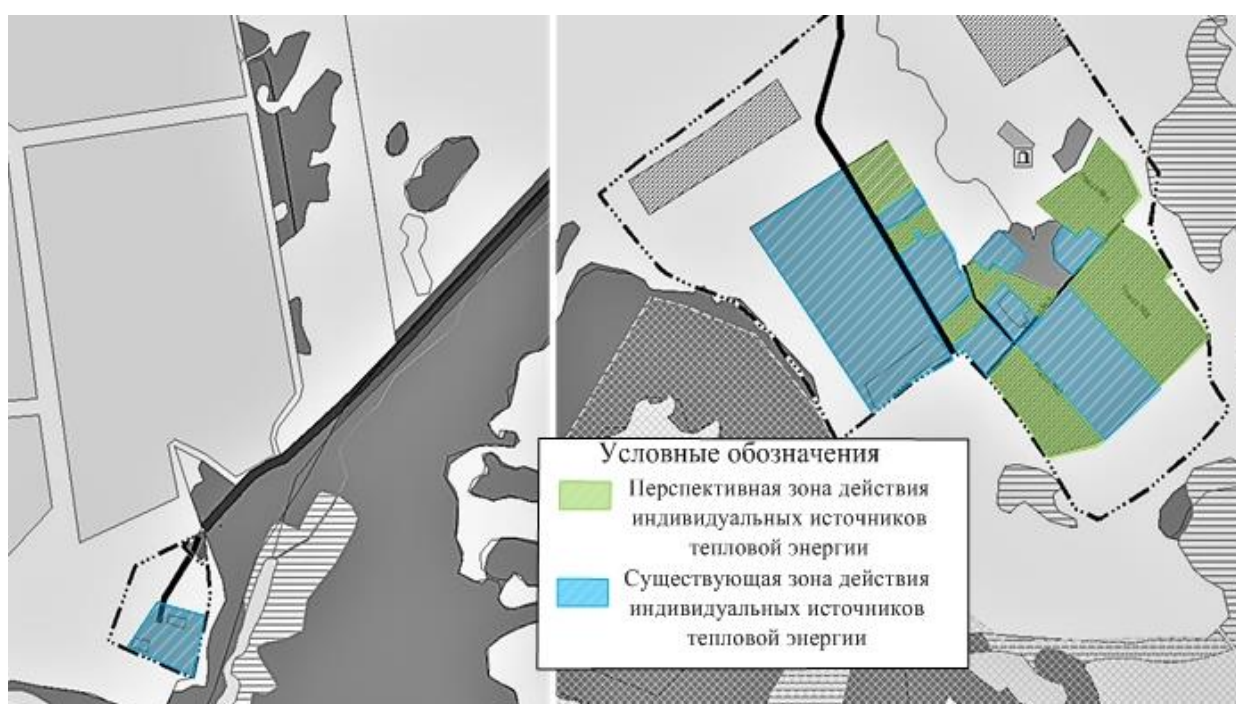 Условные обозначения
Перспективная зона действия
индивидуальных источников
тепловой энергии
Существующая зона действия
индивидуальных источников
тепловой энергии